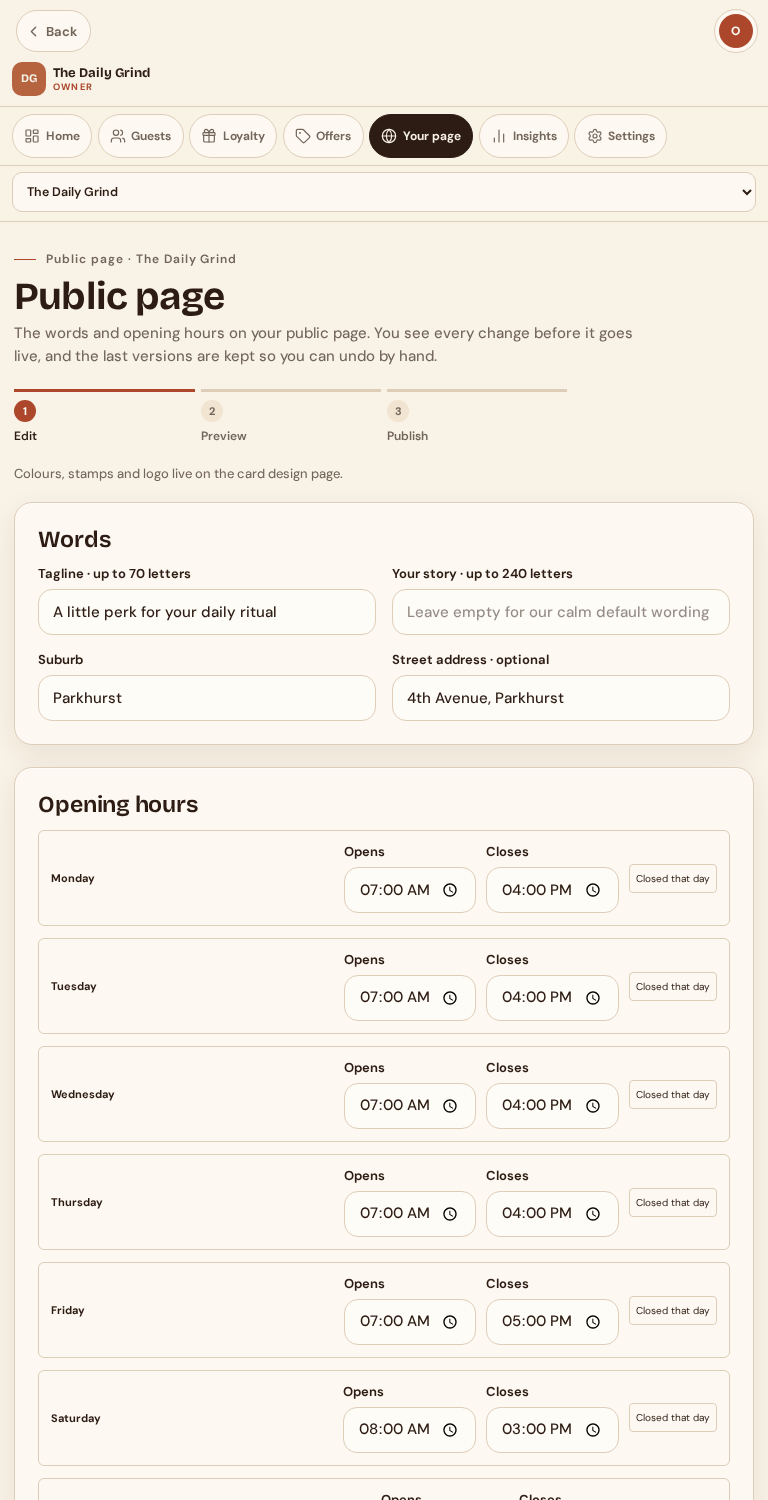 Back
O
DG
The Daily Grind
OWNER
Home
Guests
Loyalty
Offers
Your page
Insights
Settings
The Daily Grind
Public page · The Daily Grind
Public page
The words and opening hours on your public page. You see every change before it goes
live, and the last versions are kept so you can undo by hand.
1
Edit
2
Preview
3
Publish
Colours, stamps and logo live on the card design page.
Words
Tagline · up to 70 letters
A little perk for your daily ritual
Your story · up to 240 letters
Leave empty for our calm default wording
Suburb
Parkhurst
Street address · optional
4th Avenue, Parkhurst
Opening hours
Monday
Opens
07:00 AM
Closes
04:00 PM
Closed that day
Tuesday
Opens
07:00 AM
Closes
04:00 PM
Closed that day
Wednesday
Opens
07:00 AM
Closes
04:00 PM
Closed that day
Thursday
Opens
07:00 AM
Closes
04:00 PM
Closed that day
Friday
Opens
07:00 AM
Closes
05:00 PM
Closed that day
Saturday
Opens
08:00 AM
Closes
03:00 PM
Closed that day
Opens
Closes